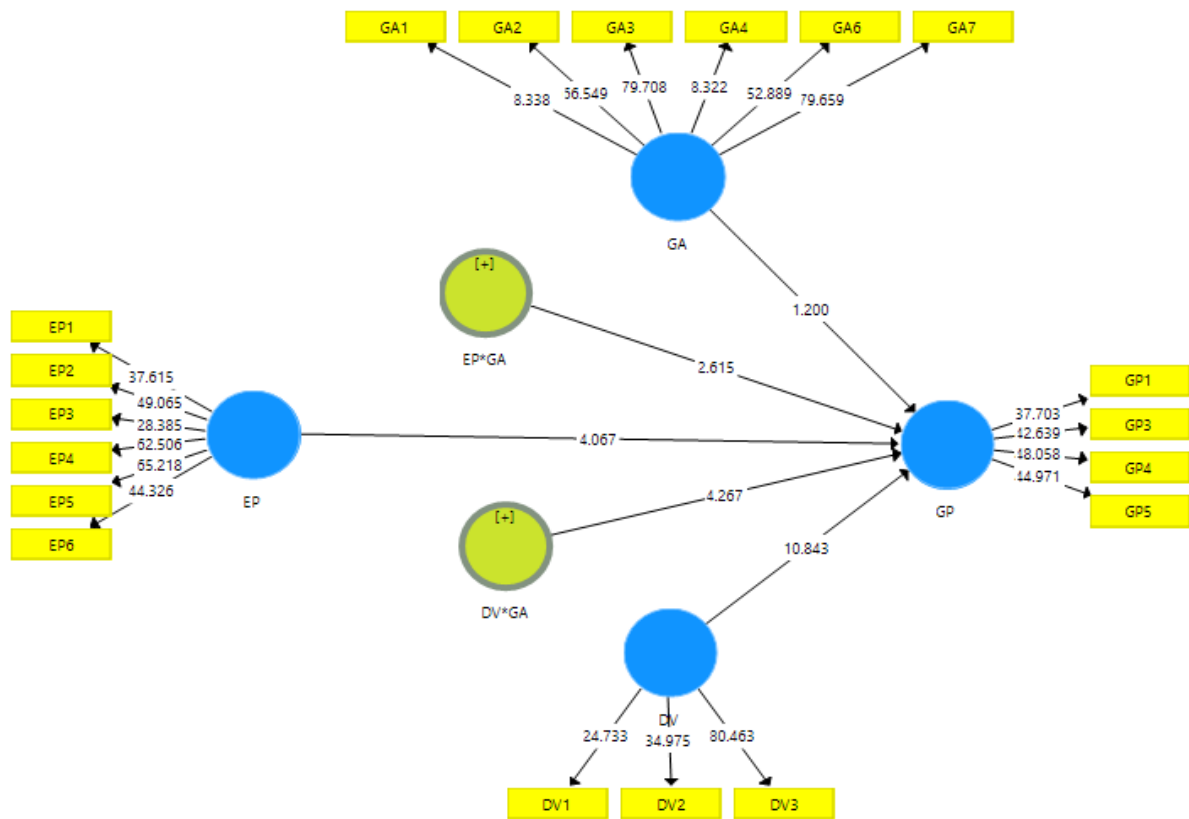 GA1 GA2 GA3 GA4 GA6 GA7
8.338 56.549 79.708 8.322 52.889 79.659
GA
[+]
EP*GA
1.200
2.615
EP1
EP2
EP3
EP4
EP5
EP6
37.615
49.065
28.385
62.506
65.218
44.326
EP
4.067
[+]
DV*GA
4.267
10.843
GP
37.703
42.639
48.058
44.971
GP1
GP3
GP4
GP5
DV
24.733 34.975 80.463
DV1 DV2 DV3